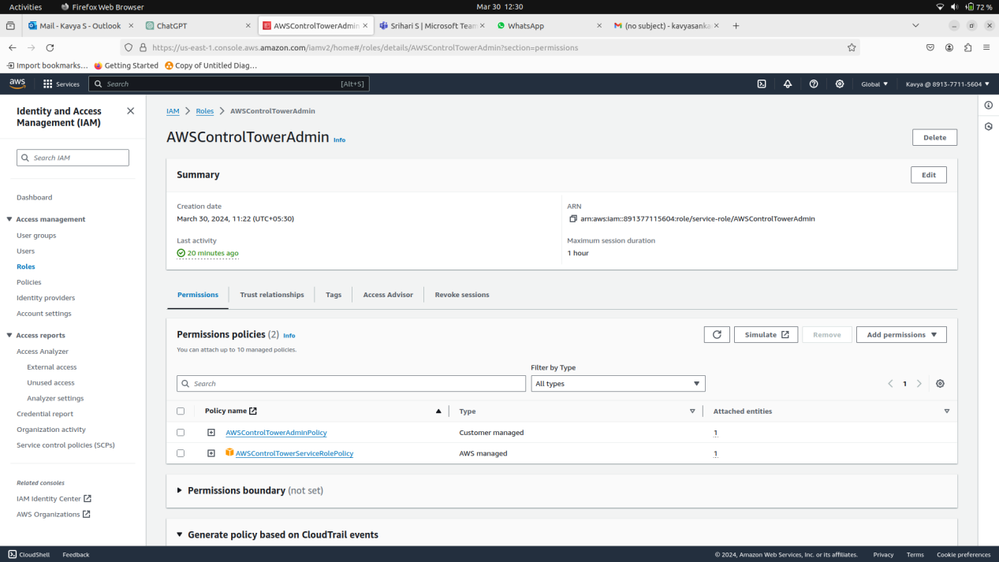 Activities
Firefox Web Browser
Mar 30 12:30
72 %
Mail - Kavya S - Outlook
ChatGPT
AWSControlTowerAdmin
Srihari S | Microsoft Team
WhatsApp
(no subject) - kavyasanka
https://us-east-1.console.aws.amazon.com/iamv2/home#/roles/details/AWSControlTowerAdmin?section=permissions
Import bookmarks…
Getting Started
Copy of Untitled Diag…
aws
Services
Search
[Alt+S]
Global
Kavya @ 8913-7711-5604
Identity and Access Management (IAM)
Search IAM
Dashboard
Access management
User groups
Users
Roles
Policies
Identity providers
Account settings
Access reports
Access Analyzer
External access
Unused access
Analyzer settings
Credential report
Organization activity
Service control policies (SCPs)
Related consoles
IAM Identity Center
AWS Organizations
IAM
Roles
AWSControlTowerAdmin
AWSControlTowerAdmin
Info
Delete
Summary
Edit
Creation date
March 30, 2024, 11:22 (UTC+05:30)
Last activity
20 minutes ago
ARN
arn:aws:iam::891377115604:role/service-role/AWSControlTowerAdmin
Maximum session duration
1 hour
Permissions
Trust relationships
Tags
Access Advisor
Revoke sessions
Permissions policies (2)
Info
You can attach up to 10 managed policies.
Simulate
Remove
Add permissions
Filter by Type
Search
All types
1
Policy name
Type
Attached entities
AWSControlTowerAdminPolicy
Customer managed
1
AWSControlTowerServiceRolePolicy
AWS managed
1
Permissions boundary (not set)
Generate policy based on CloudTrail events
CloudShell
Feedback
© 2024, Amazon Web Services, Inc. or its affiliates.
Privacy
Terms
Cookie preferences